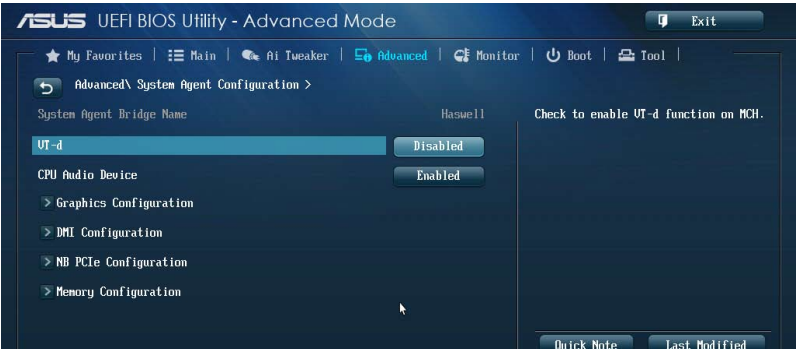 ASUS UEFI BIOS Utility - Advanced Mode
Exit
My Favorites | Main | Ai Tweaker | Advanced | Monitor | Boot | Tool |
Advanced\ System Agent Configuration >
System Agent Bridge Name Haswell
Check to enable VT-d function on MCH.
VT-d Disabled
CPU Audio Device Enabled
> Graphics Configuration
> DMI Configuration
> NB PCIe Configuration
> Memory Configuration
Quick Note Last Modified